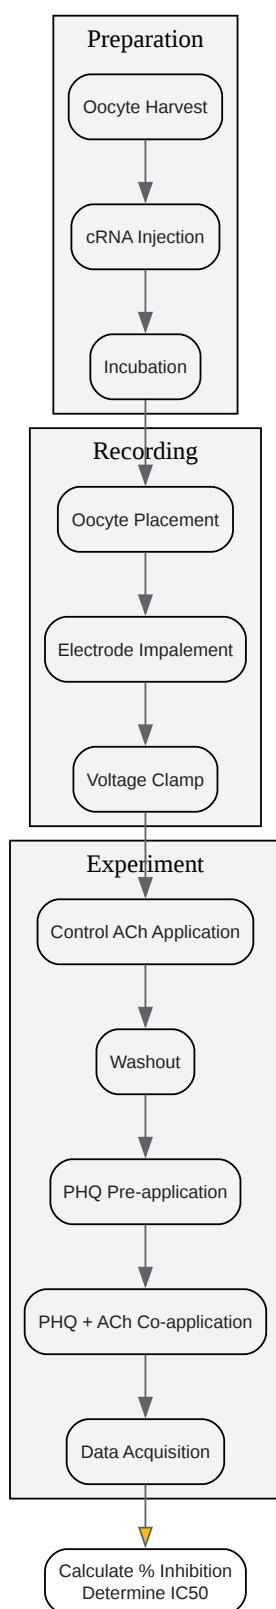 Preparation
Oocyte Harvest
cRNA Injection
Incubation
Recording
Oocyte Placement
Electrode Impalement
Voltage Clamp
Experiment
Control ACh Application
Washout
PHQ Pre-application
PHQ + ACh Co-application
Data Acquisition
Calculate % Inhibition
Determine IC50